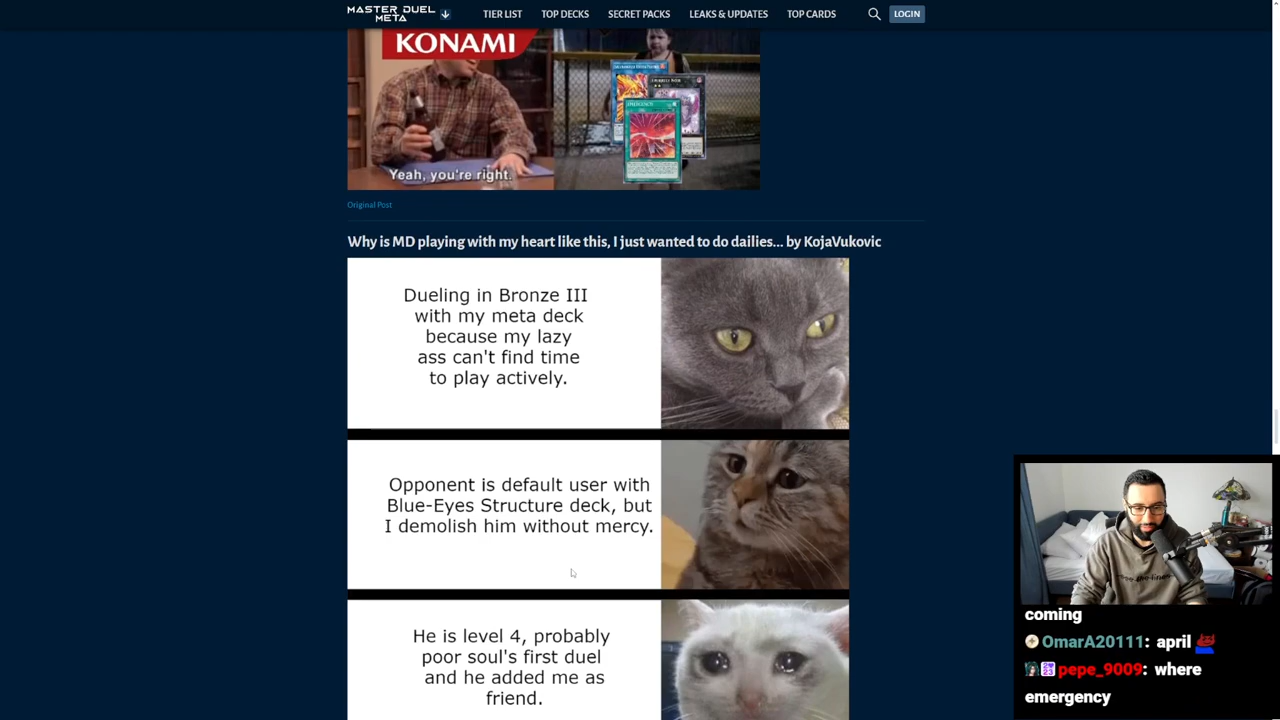 MASTER DUEL
META
TIER LIST
TOP DECKS
SECRET PACKS
LEAKS & UPDATES
TOP CARDS
LOGIN
KONAMI
Yeah, you're right.
Original Post
Why is MD playing with my heart like this, I just wanted to do dailies... by KojaVukovic
Dueling in Bronze III
with my meta deck
because my lazy
ass can't find time
to play actively.
Opponent is default user with
Blue-Eyes Structure deck, but
I demolish him without mercy.
He is level 4, probably
poor soul's first duel
and he added me as
friend.
coming
OmarA20111: april
pepe_9009: where
emergency